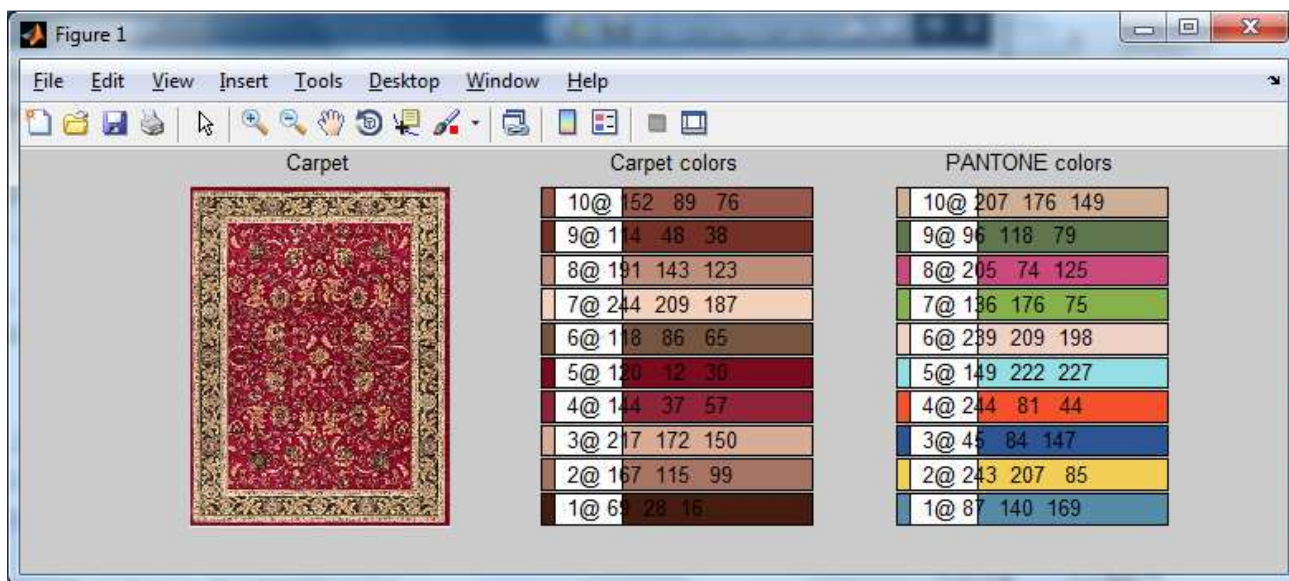 Figure 1
File Edit View Insert Tools Desktop Window Help
Carpet
Carpet colors
10@ 152 89 76
9@ 114 48 38
8@ 191 143 123
7@ 244 209 187
6@ 118 86 65
5@ 120 12 30
4@ 144 37 57
3@ 217 172 150
2@ 167 115 99
1@ 69 28 16
PANTONE colors
10@ 207 176 149
9@ 96 118 79
8@ 205 74 125
7@ 136 176 75
6@ 239 209 198
5@ 149 222 227
4@ 244 81 44
3@ 45 84 147
2@ 243 207 85
1@ 87 140 169